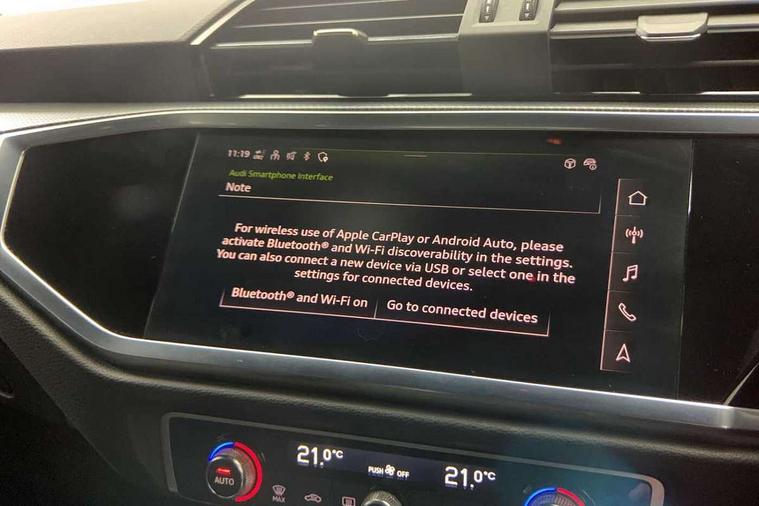 11:19
Audi Smartphone Interface
Note
For wireless use of Apple CarPlay or Android Auto, please
activate Bluetooth® and Wi-Fi discoverability in the settings.
You can also connect a new device via USB or select one in the
settings for connected devices.
Bluetooth® and Wi-Fi on
Go to connected devices
21.0°C
PUSH OFF
21.0°C
AUTO
MAX